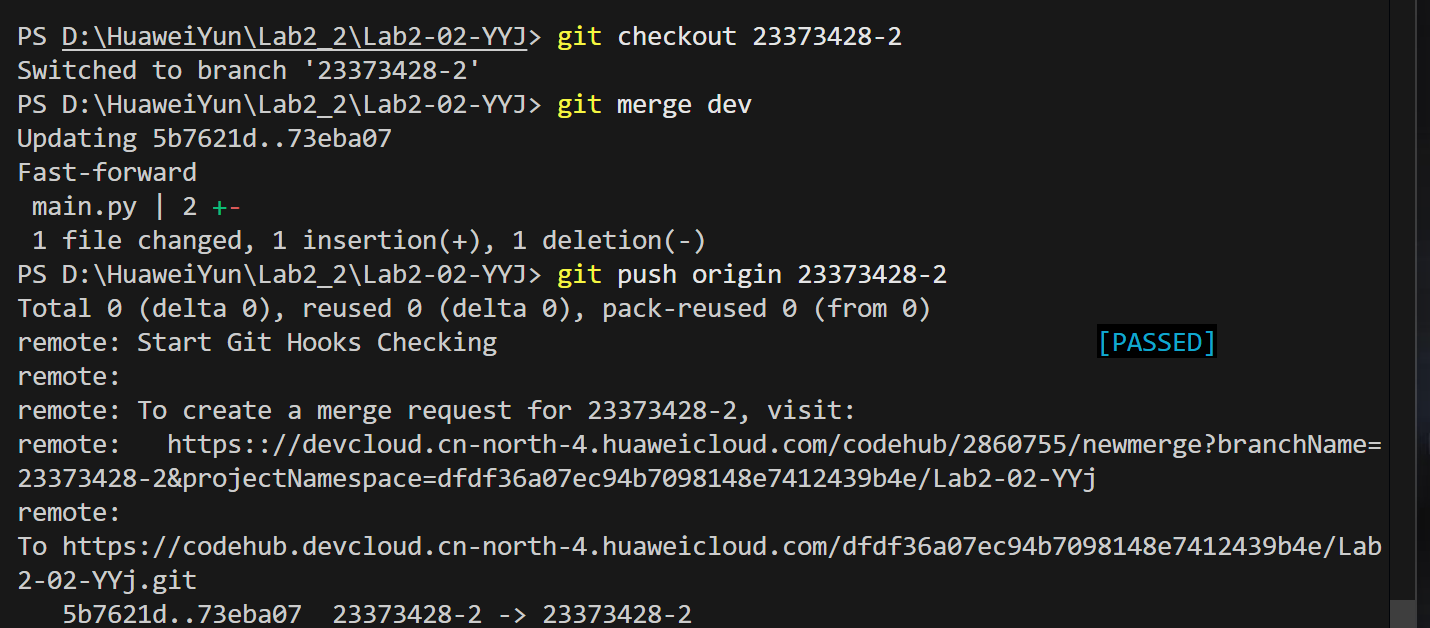 PS D:\HuaweiYun\Lab2_2\Lab2-02-YYJ> git checkout 23373428-2
Switched to branch '23373428-2'
PS D:\HuaweiYun\Lab2_2\Lab2-02-YYJ> git merge dev
Updating 5b7621d..73eba07
Fast-forward
 main.py | 2 +-
 1 file changed, 1 insertion(+), 1 deletion(-)
PS D:\HuaweiYun\Lab2_2\Lab2-02-YYJ> git push origin 23373428-2
Total 0 (delta 0), reused 0 (delta 0), pack-reused 0 (from 0)
remote: Start Git Hooks Checking [PASSED]
remote:
remote: To create a merge request for 23373428-2, visit:
remote:   https:://devcloud.cn-north-4.huaweicloud.com/codehub/2860755/newmerge?branchName=
23373428-2&projectNamespace=dfdf36a07ec94b7098148e7412439b4e/Lab2-02-YYj
remote:
To https://codehub.devcloud.cn-north-4.huaweicloud.com/dfdf36a07ec94b7098148e7412439b4e/Lab
2-02-YYj.git
   5b7621d..73eba07  23373428-2 -> 23373428-2